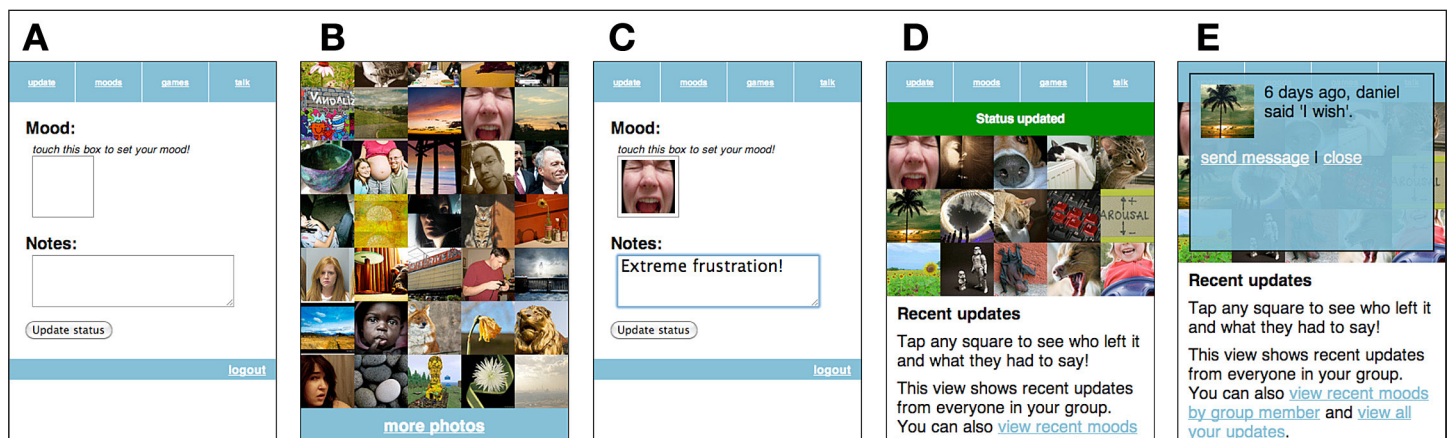 A
update
moods
games
talk
Mood:
touch this box to set your mood!
Notes:
Update status
logout
B
VANDALIZ
more photos
C
update
moods
games
talk
Mood:
touch this box to set your mood!
Notes:
Extreme frustration!
Update status
logout
D
update
moods
games
talk
Status updated
AROUSAL
Recent updates
Tap any square to see who left it
and what they had to say!
This view shows recent updates
from everyone in your group.
You can also view recent moods
E
6 days ago, daniel
said 'I wish'.
send message | close
AROUSAL
Recent updates
Tap any square to see who left it
and what they had to say!
This view shows recent updates
from everyone in your group.
You can also view recent moods
by group member and view all
your updates.